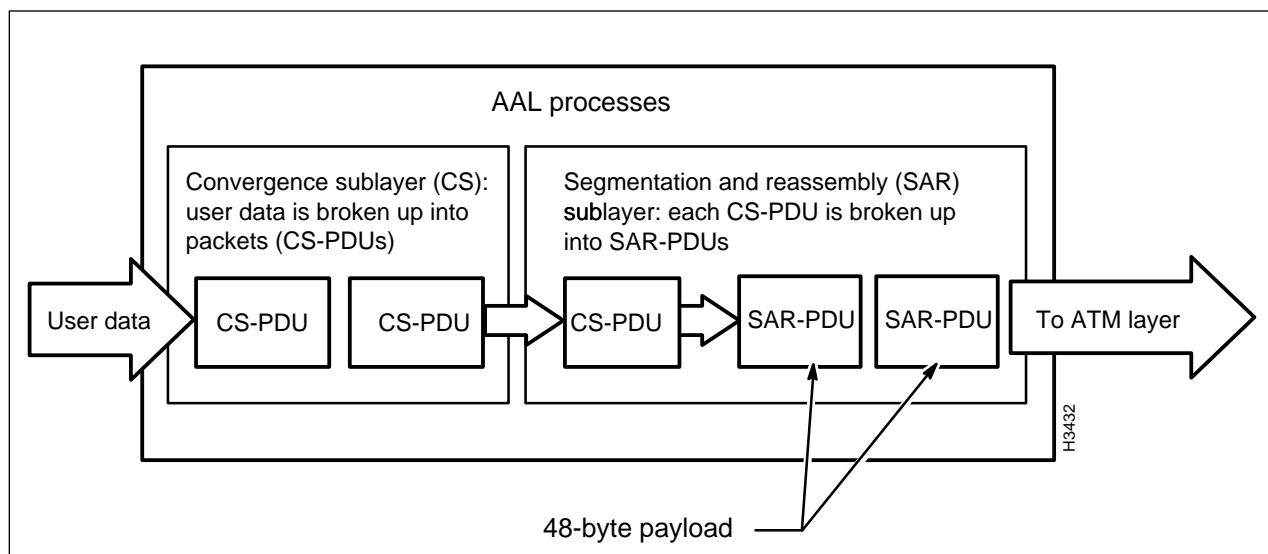 AAL processes
Convergence sublayer (CS):
user data is broken up into
packets (CS-PDUs)
Segmentation and reassembly (SAR)
sublayer: each CS-PDU is broken up
into SAR-PDUs
User data
CS-PDU
CS-PDU
CS-PDU
SAR-PDU
SAR-PDU
To ATM layer
H3432
48-byte payload